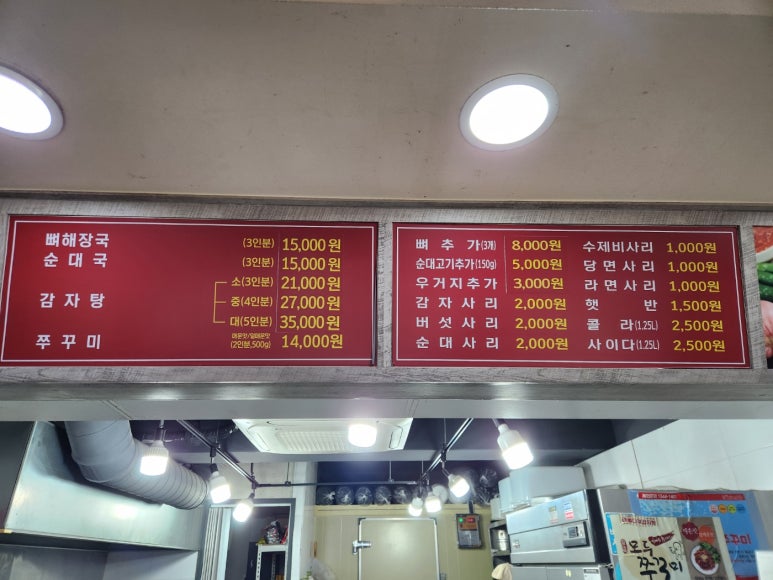 뼈해장국 (3인분) 15,000원
순대국 (3인분) 15,000원
감자탕 소(3인분) 21,000원
중(4인분) 27,000원
대(5인분) 35,000원
쭈꾸미 매운맛/덜매운맛 (2인분,500g) 14,000원
뼈추가(3개) 8,000원
순대고기추가(150g) 5,000원
우거지추가 3,000원
감자사리 2,000원
버섯사리 2,000원
순대사리 2,000원
수제비사리 1,000원
당면사리 1,000원
라면사리 1,000원
햇반 1,500원
콜라(1.25L) 2,500원
사이다(1.25L) 2,500원
모두
쭈꾸미